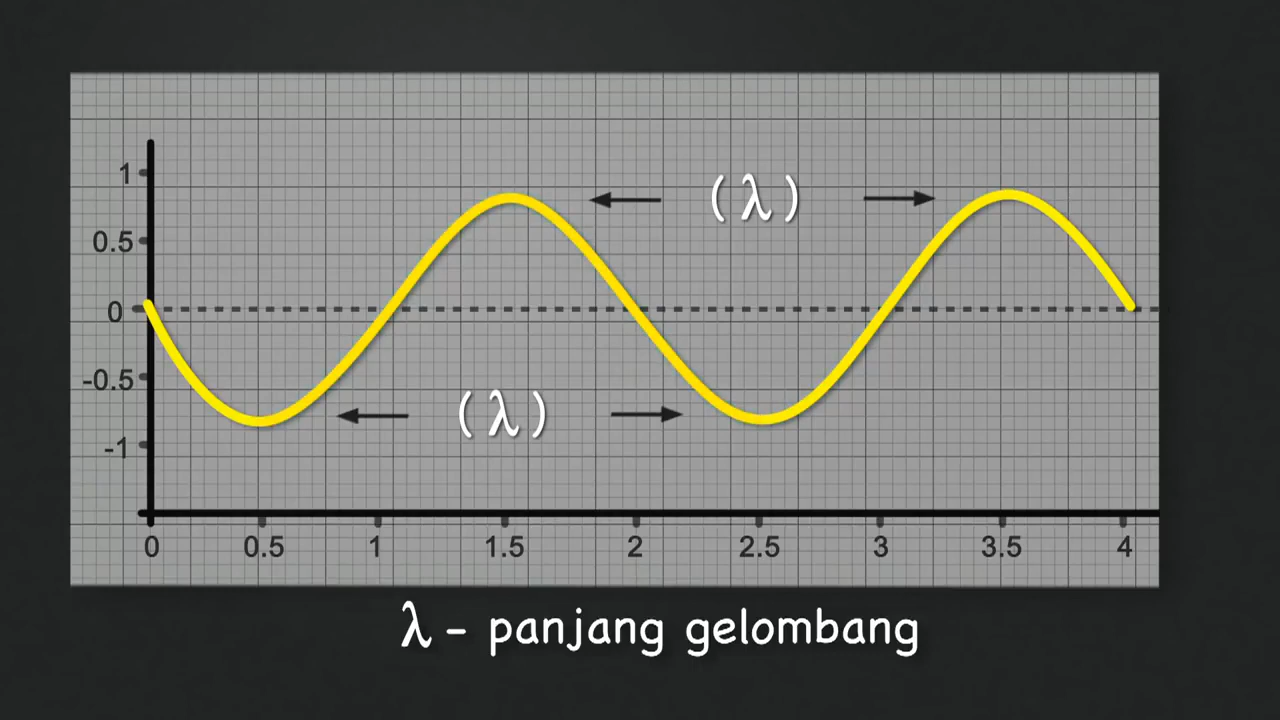 1
( λ )
0.5
0
-0.5
( λ )
-1
0 0.5 1 1.5 2 2.5 3 3.5 4
λ - panjang gelombang